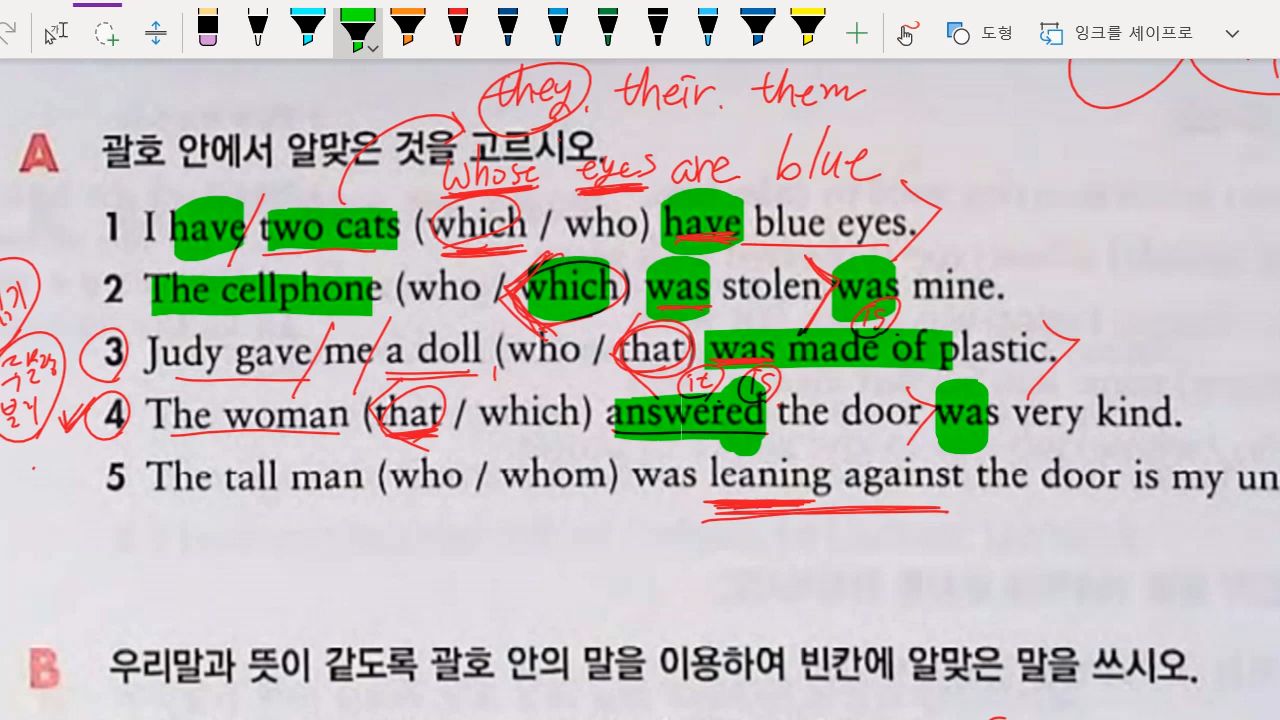 도형 잉크를 셰이프로
they. their. them
A 괄호 안에서 알맞은 것을 고르시오.
whose eyes are blue
1 I have two cats (which / who) have blue eyes.
2 The cellphone (who / which) was stolen was mine.
is
3 Judy gave me a doll (who / that) was made of plastic.
it is
4 The woman (that / which) answered the door was very kind.
5 The tall man (who / whom) was leaning against the door is my un
B 우리말과 뜻이 같도록 괄호 안의 말을 이용하여 빈칸에 알맞은 말을 쓰시오.